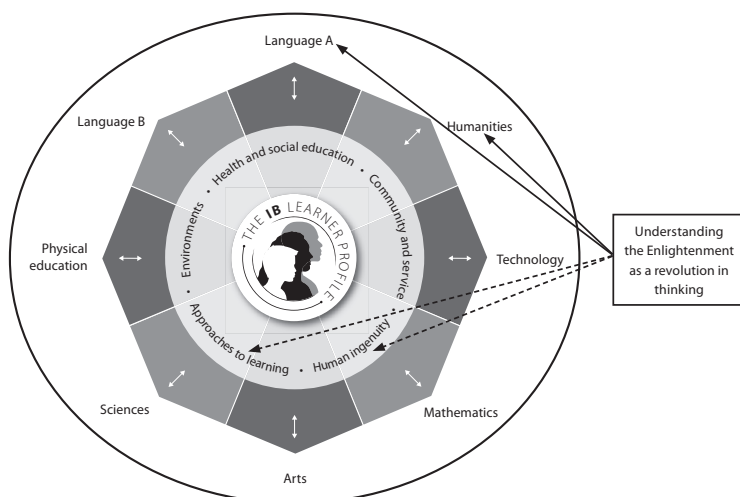 Language A
Language B
Humanities
Health and social education
Environments
Community and service
THE IB LEARNER PROFILE
Physical
education
Technology
Understanding
the Enlightenment
as a revolution in
thinking
Approaches to learning
Human ingenuity
Sciences
Mathematics
Arts